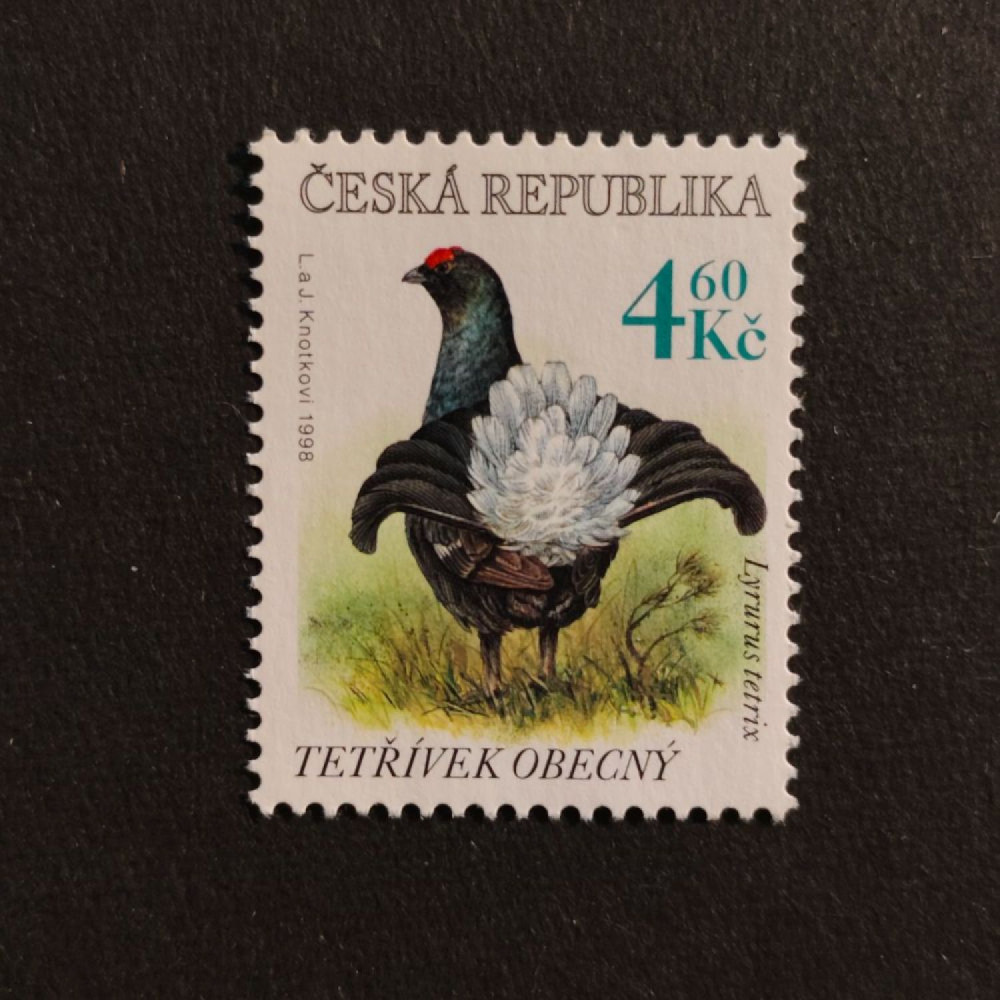 ČESKÁ REPUBLIKA
L. a J. Knotkovi 1998
4 60
Kč
Lyrurus tetrix
TETŘÍVEK OBECNÝ